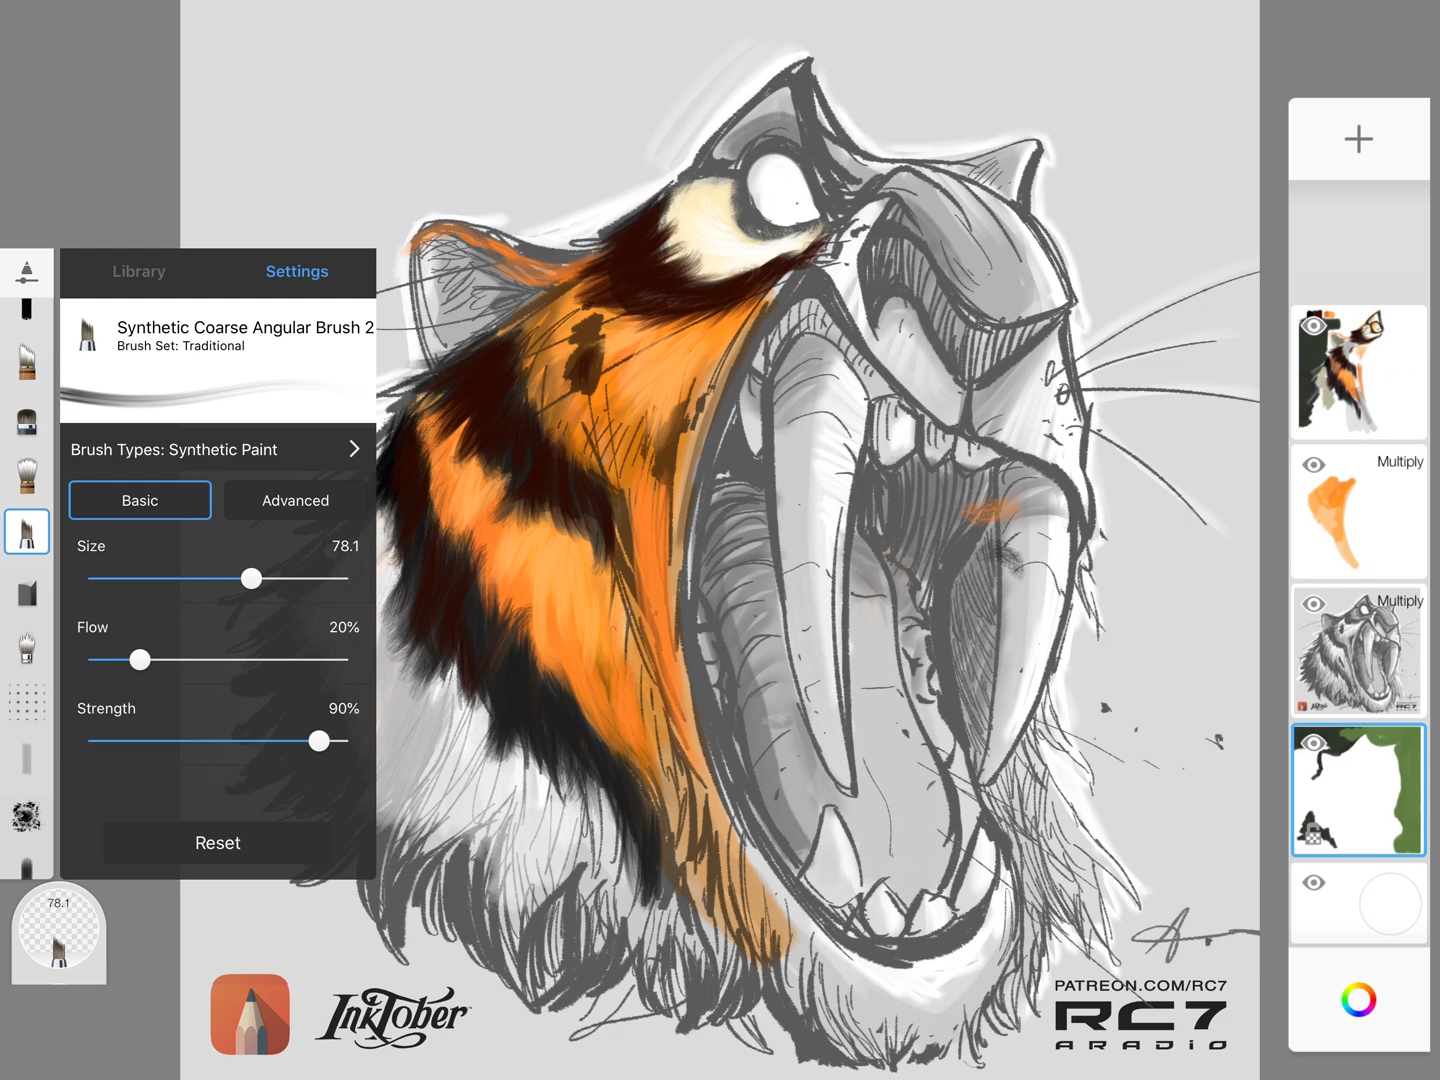 Library
Settings
Synthetic Coarse Angular Brush 2
Brush Set: Traditional
Brush Types: Synthetic Paint
Basic
Advanced
Size
78.1
Flow
20%
Strength
90%
Reset
78.1
InkTober
PATREON.COM/RC7
RC7
ARADiO
Multiply
Multiply